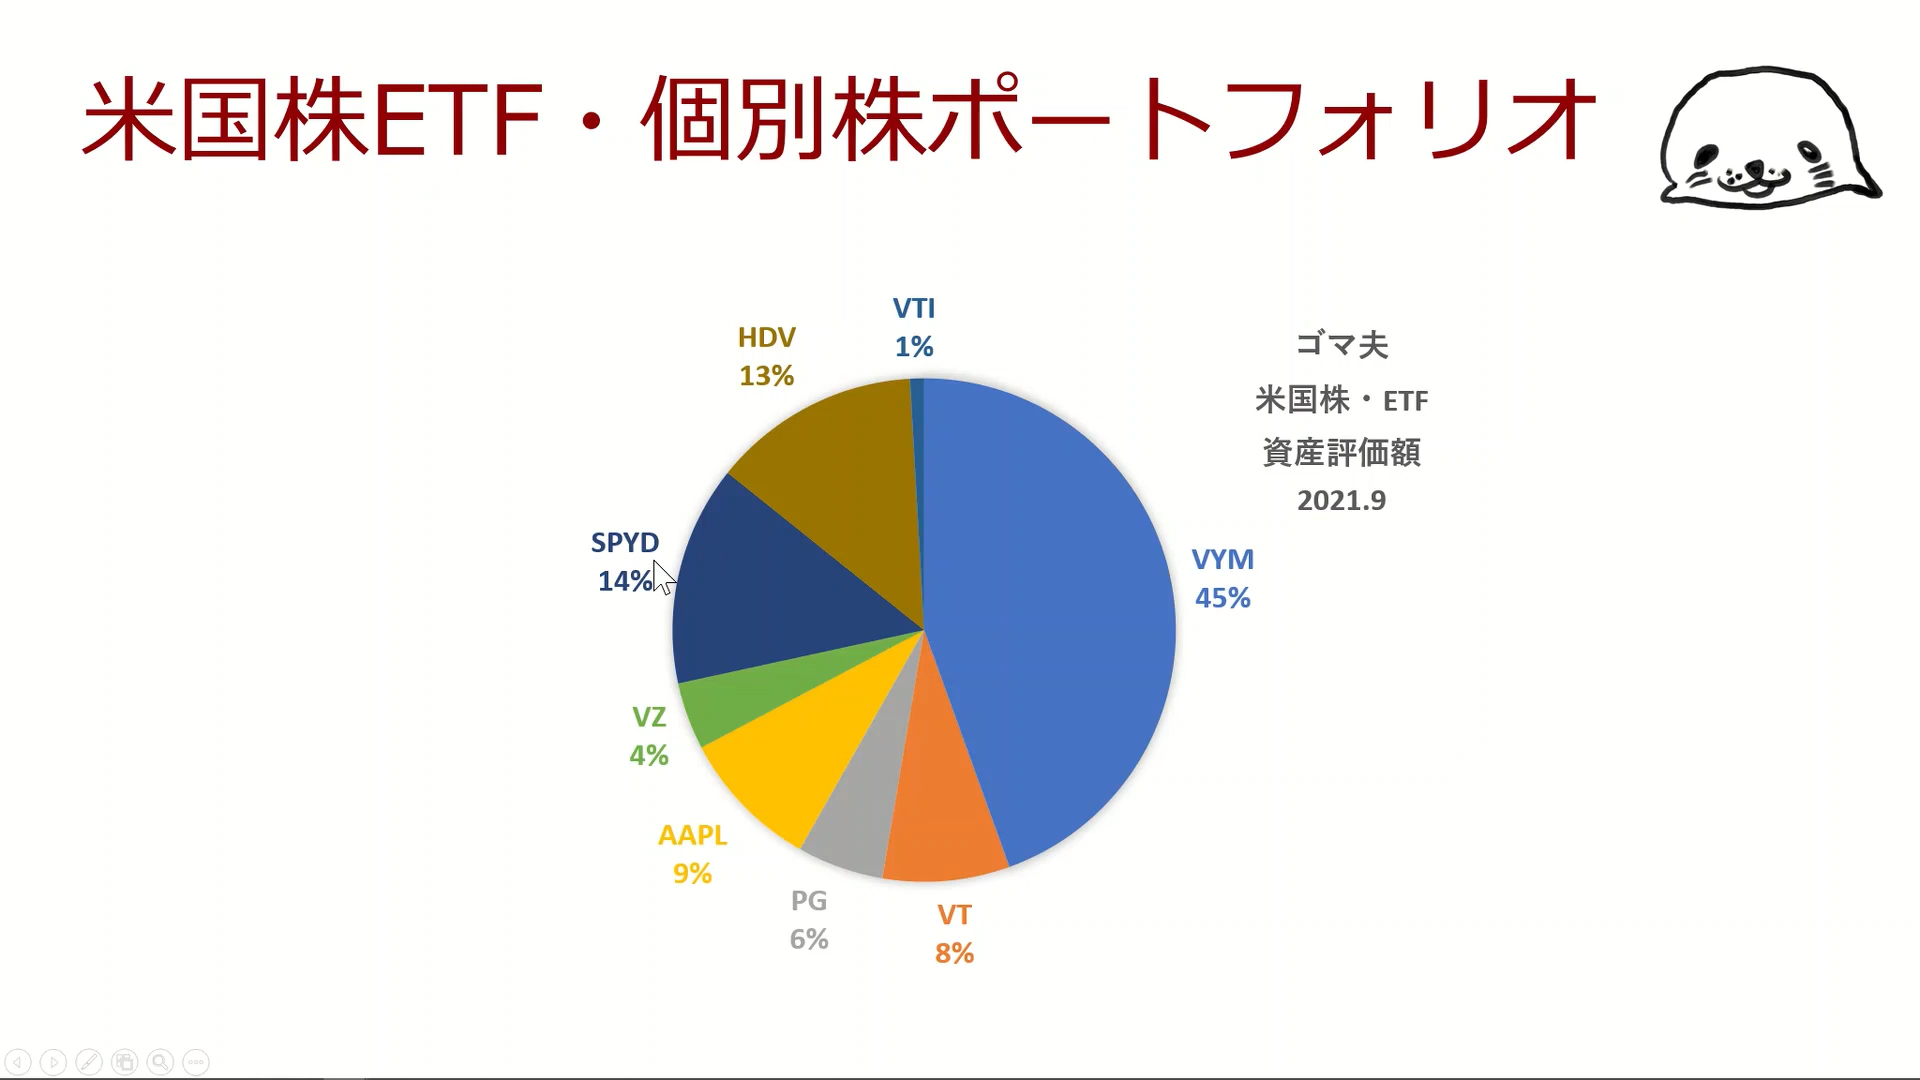 米国株ETF・個別株ポートフォリオ
VTI
1%
HDV
13%
ゴマ夫
米国株・ETF
資産評価額
2021.9
SPYD
14%
VYM
45%
VZ
4%
AAPL
9%
PG
6%
VT
8%